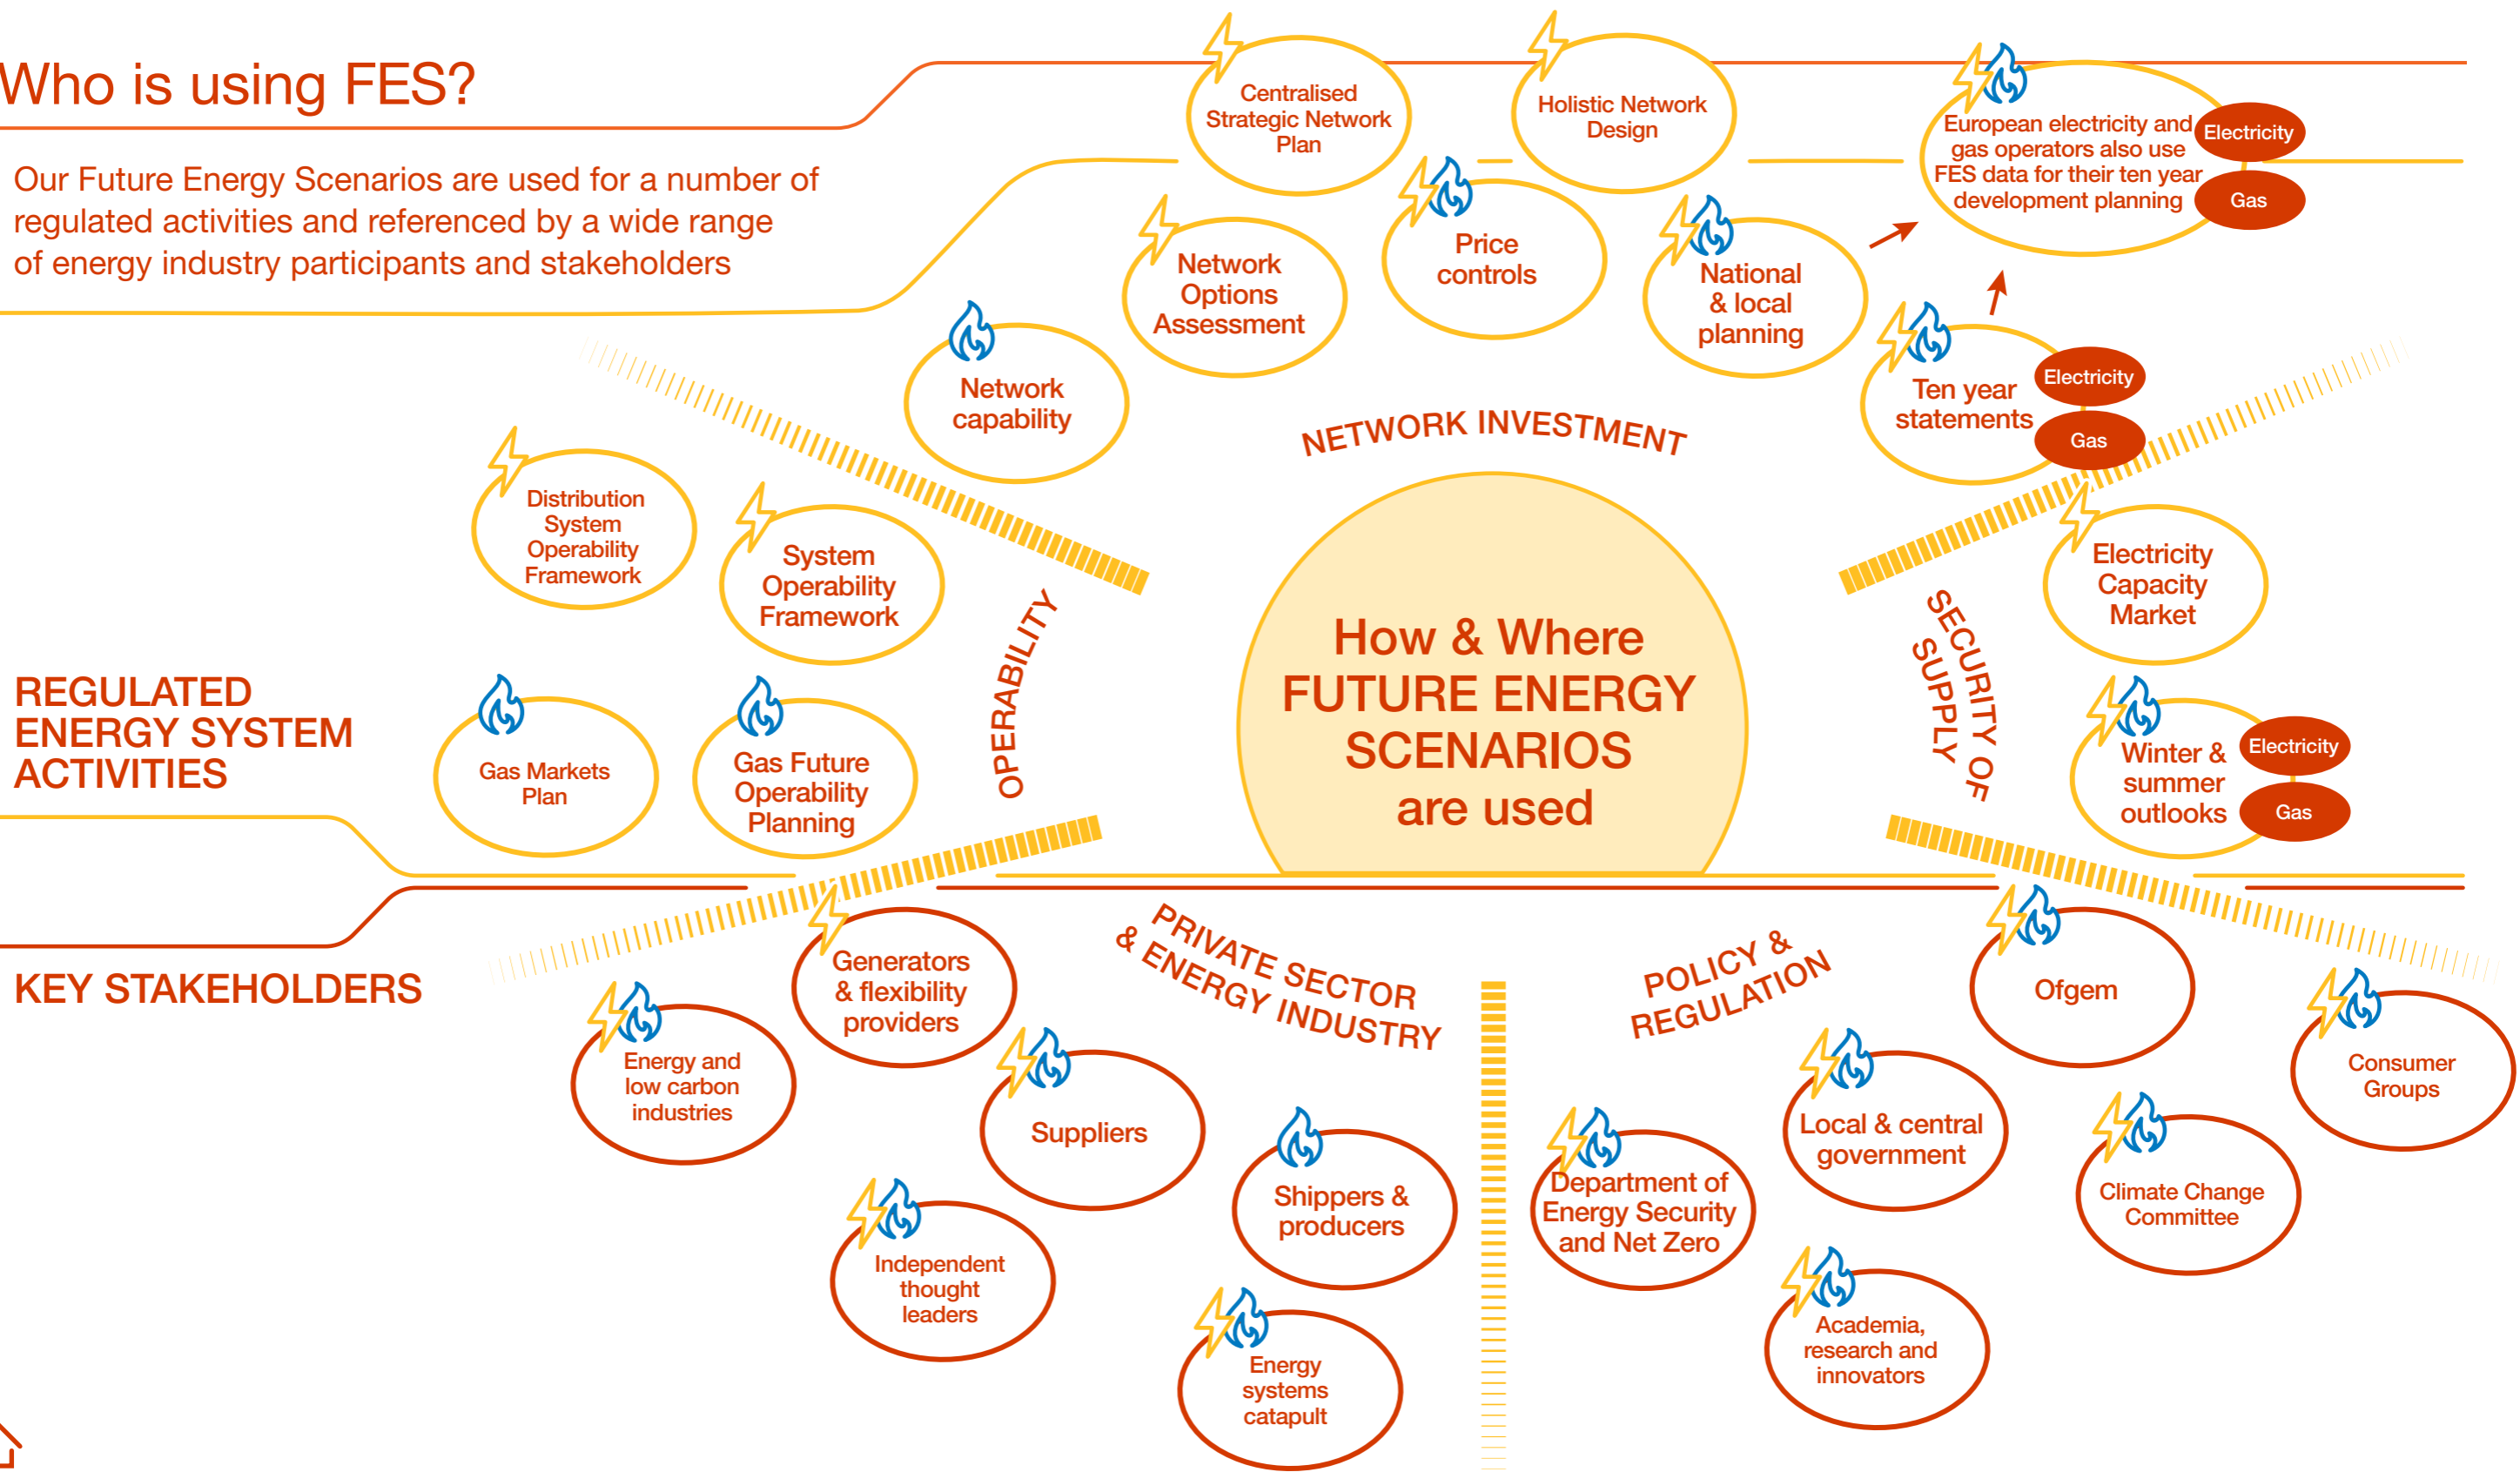 Who is using FES?
Our Future Energy Scenarios are used for a number of
regulated activities and referenced by a wide range
of energy industry participants and stakeholders
Centralised
Strategic Network
Plan
Holistic Network
Design
European electricity and
gas operators also use
FES data for their ten year
development planning
Electricity
Gas
Network
Options
Assessment
Price
controls
National
& local
planning
Network
capability
Ten year
statements
Electricity
Gas
NETWORK INVESTMENT
Distribution
System
Operability
Framework
System
Operability
Framework
Electricity
Capacity
Market
OPERABILITY
How & Where
FUTURE ENERGY
SCENARIOS
are used
SECURITY OF
SUPPLY
REGULATED
ENERGY SYSTEM
ACTIVITIES
Gas Markets
Plan
Gas Future
Operability
Planning
Winter &
summer
outlooks
Electricity
Gas
KEY STAKEHOLDERS
PRIVATE SECTOR
& ENERGY INDUSTRY
POLICY &
REGULATION
Generators
& flexibility
providers
Energy and
low carbon
industries
Suppliers
Shippers &
producers
Independent
thought
leaders
Energy
systems
catapult
Ofgem
Consumer
Groups
Local & central
government
Department of
Energy Security
and Net Zero
Climate Change
Committee
Academia,
research and
innovators